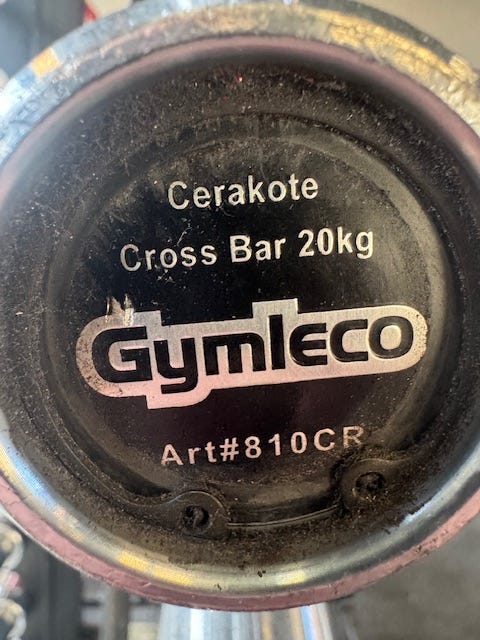 Cerakote
Cross Bar 20kg
Gymleco
Art#810CR